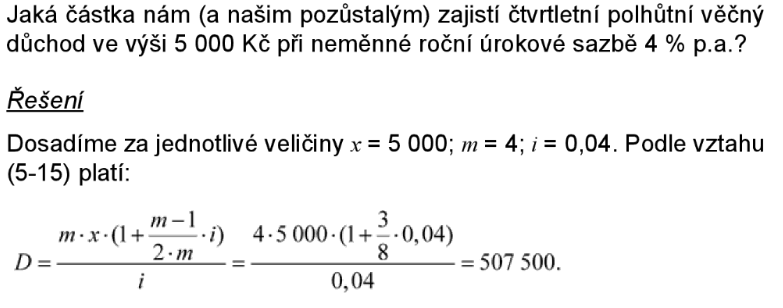 Jaká částka nám (a našim pozůstalým) zajistí čtvrtletní polhůtní věčný
důchod ve výši 5 000 Kč při neměnné roční úrokové sazbě 4 % p.a.?
Řešení
Dosadíme za jednotlivé veličiny x = 5 000; m = 4; i = 0,04. Podle vztahu
(5-15) platí:
D = \frac{m \cdot x \cdot (1 + \frac{m-1}{2 \cdot m} \cdot i)}{i} = \frac{4 \cdot 5 000 \cdot (1 + \frac{3}{8} \cdot 0,04)}{0,04} = 507 500.